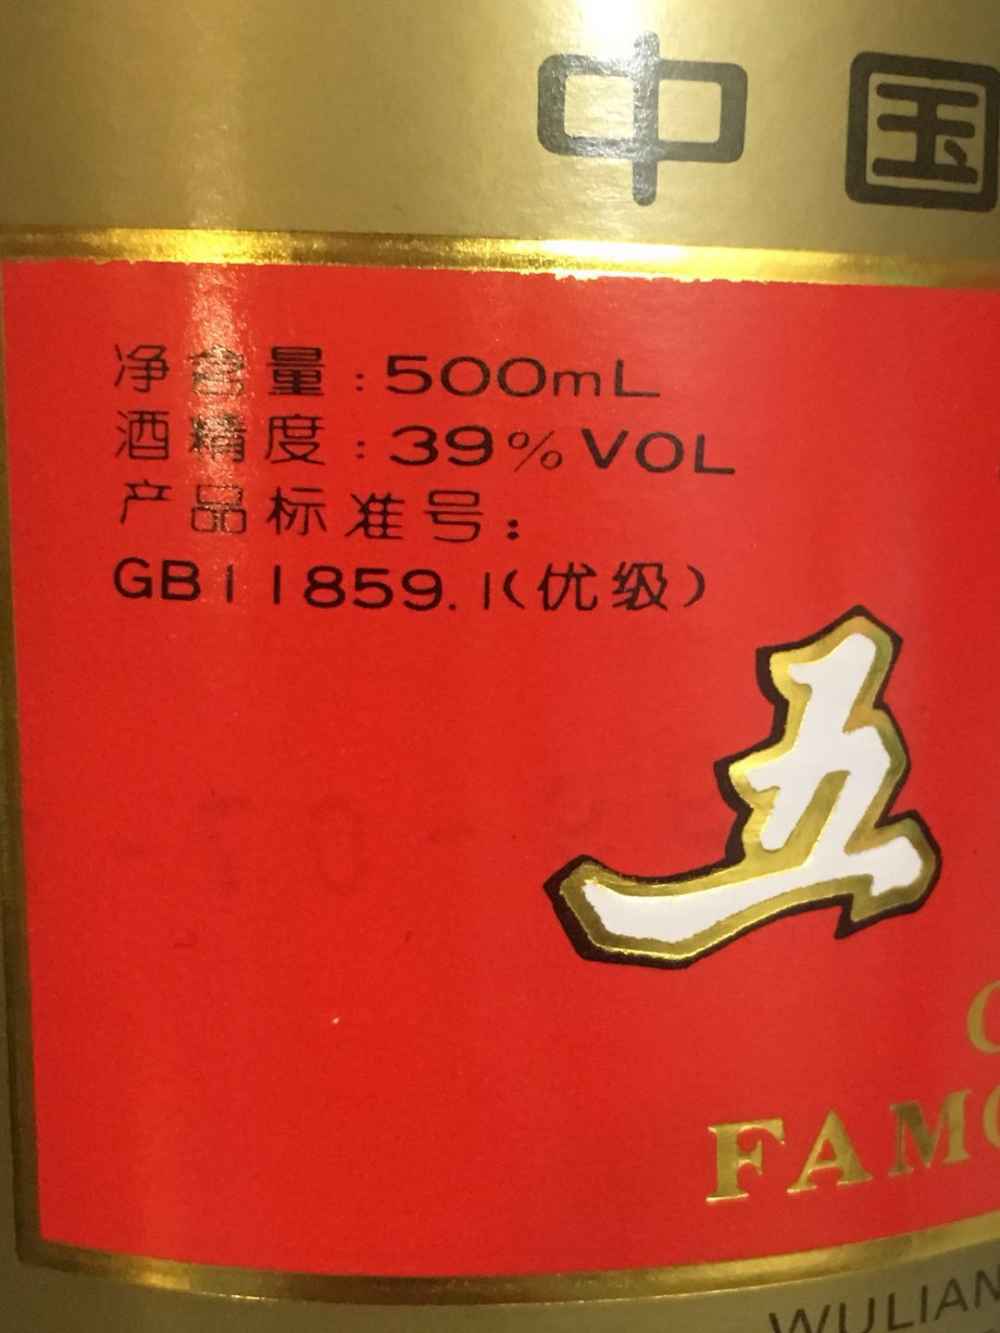 中国
净含量:500mL
酒精度:39%VOL
产品标准号:
GB11859.1(优级)
五
FAMO
WULIAN